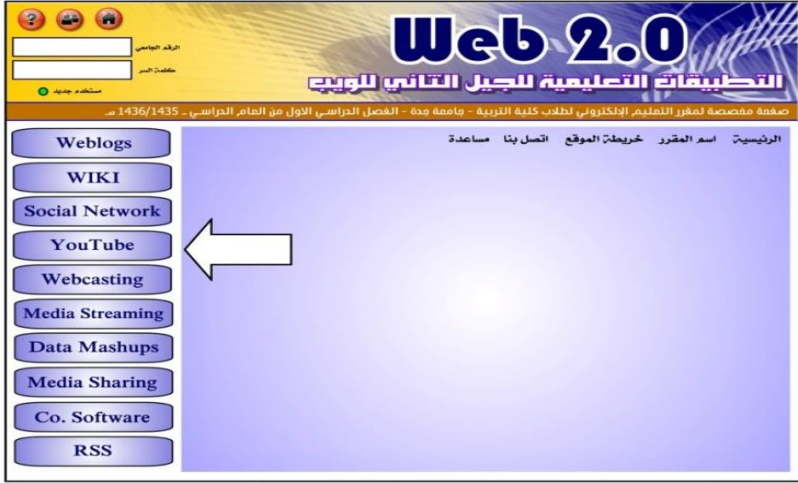 Web 2.0
التطبيقات التعليمية للجيل الثاني للويب
الرقم الجامعي
كلمة السر
مستخدم جديد
صفحة مخصصة لمقرر التعليم الإلكتروني لطلاب كلية التربية - جامعة جدة - الفصل الدراسي الاول من العام الدراسي - 1436/1435 هـ
الرئيسية اسم المقرر خريطة الموقع اتصل بنا مساعدة
Weblogs
WIKI
Social Network
YouTube
Webcasting
Media Streaming
Data Mashups
Media Sharing
Co. Software
RSS